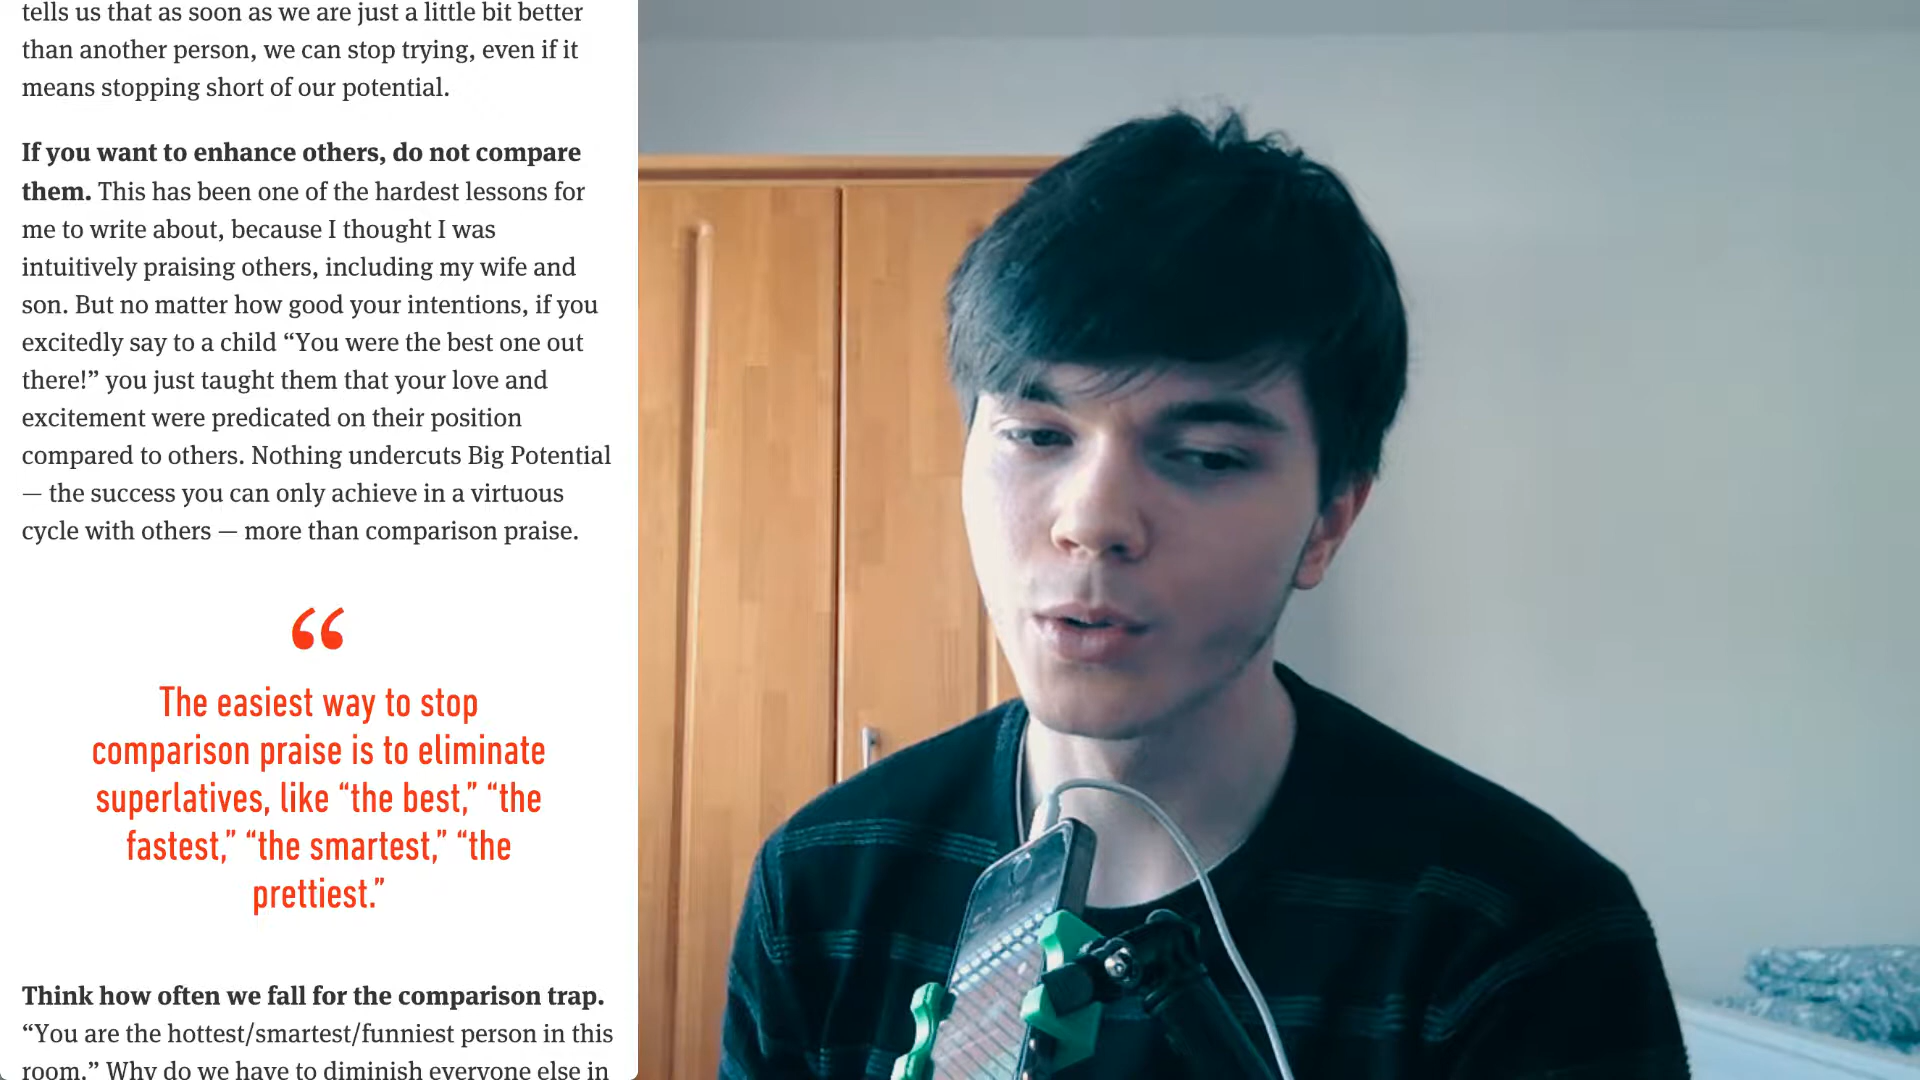 tells us that as soon as we are just a little bit better
than another person, we can stop trying, even if it
means stopping short of our potential.
If you want to enhance others, do not compare
them. This has been one of the hardest lessons for
me to write about, because I thought I was
intuitively praising others, including my wife and
son. But no matter how good your intentions, if you
excitedly say to a child “You were the best one out
there!” you just taught them that your love and
excitement were predicated on their position
compared to others. Nothing undercuts Big Potential
— the success you can only achieve in a virtuous
cycle with others — more than comparison praise.
“
The easiest way to stop
comparison praise is to eliminate
superlatives, like “the best,” “the
fastest,” “the smartest,” “the
prettiest.”
Think how often we fall for the comparison trap.
“You are the hottest/smartest/funniest person in this
room.” Why do we have to diminish everyone else in